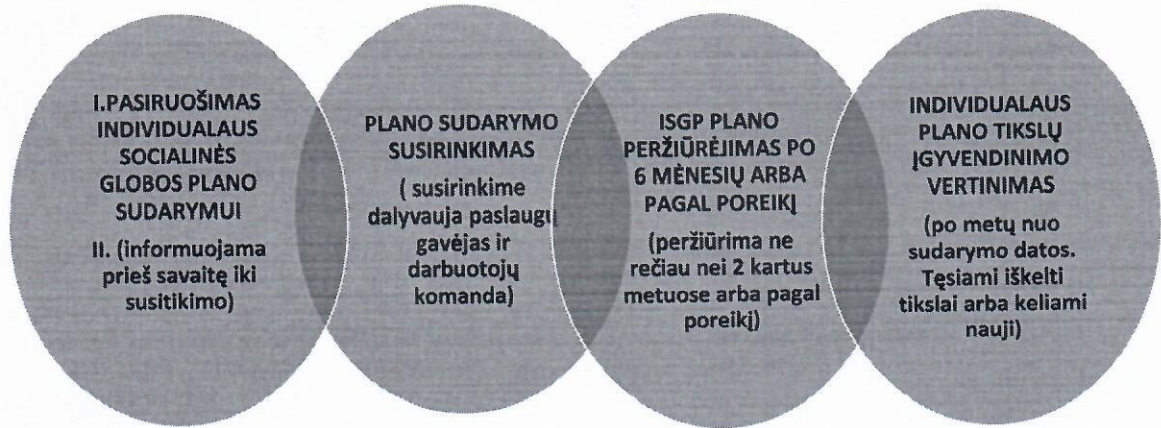 I.PASIRUOŠIMAS
INDIVIDUALAUS
SOCIALINĖS
GLOBOS PLANO
SUDARYMUI
II. (informuojama
prieš savaitę iki
susitikimo)
PLANO SUDARYMO
SUSIRINKIMAS
( susirinkime
dalyvauja paslaugų
gavėjas ir
darbuotojų
komanda)
ISGP PLANO
PERŽIŪRĖJIMAS PO
6 MĖNESIŲ ARBA
PAGAL POREIKĮ
(peržiūrima ne
rečiau nei 2 kartus
metuose arba pagal
poreikį)
INDIVIDUALAUS
PLANO TIKSLŲ
ĮGYVENDINIMO
VERTINIMAS
(po metų nuo
sudarymo datos.
Tęsiami iškelti
tikslai arba keliami
nauji)